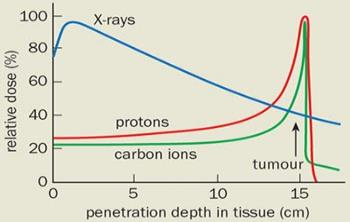 100
X-rays
80
60
relative dose (%)
40
protons
20
carbon ions
tumour
0
0
5
10
15
penetration depth in tissue (cm)